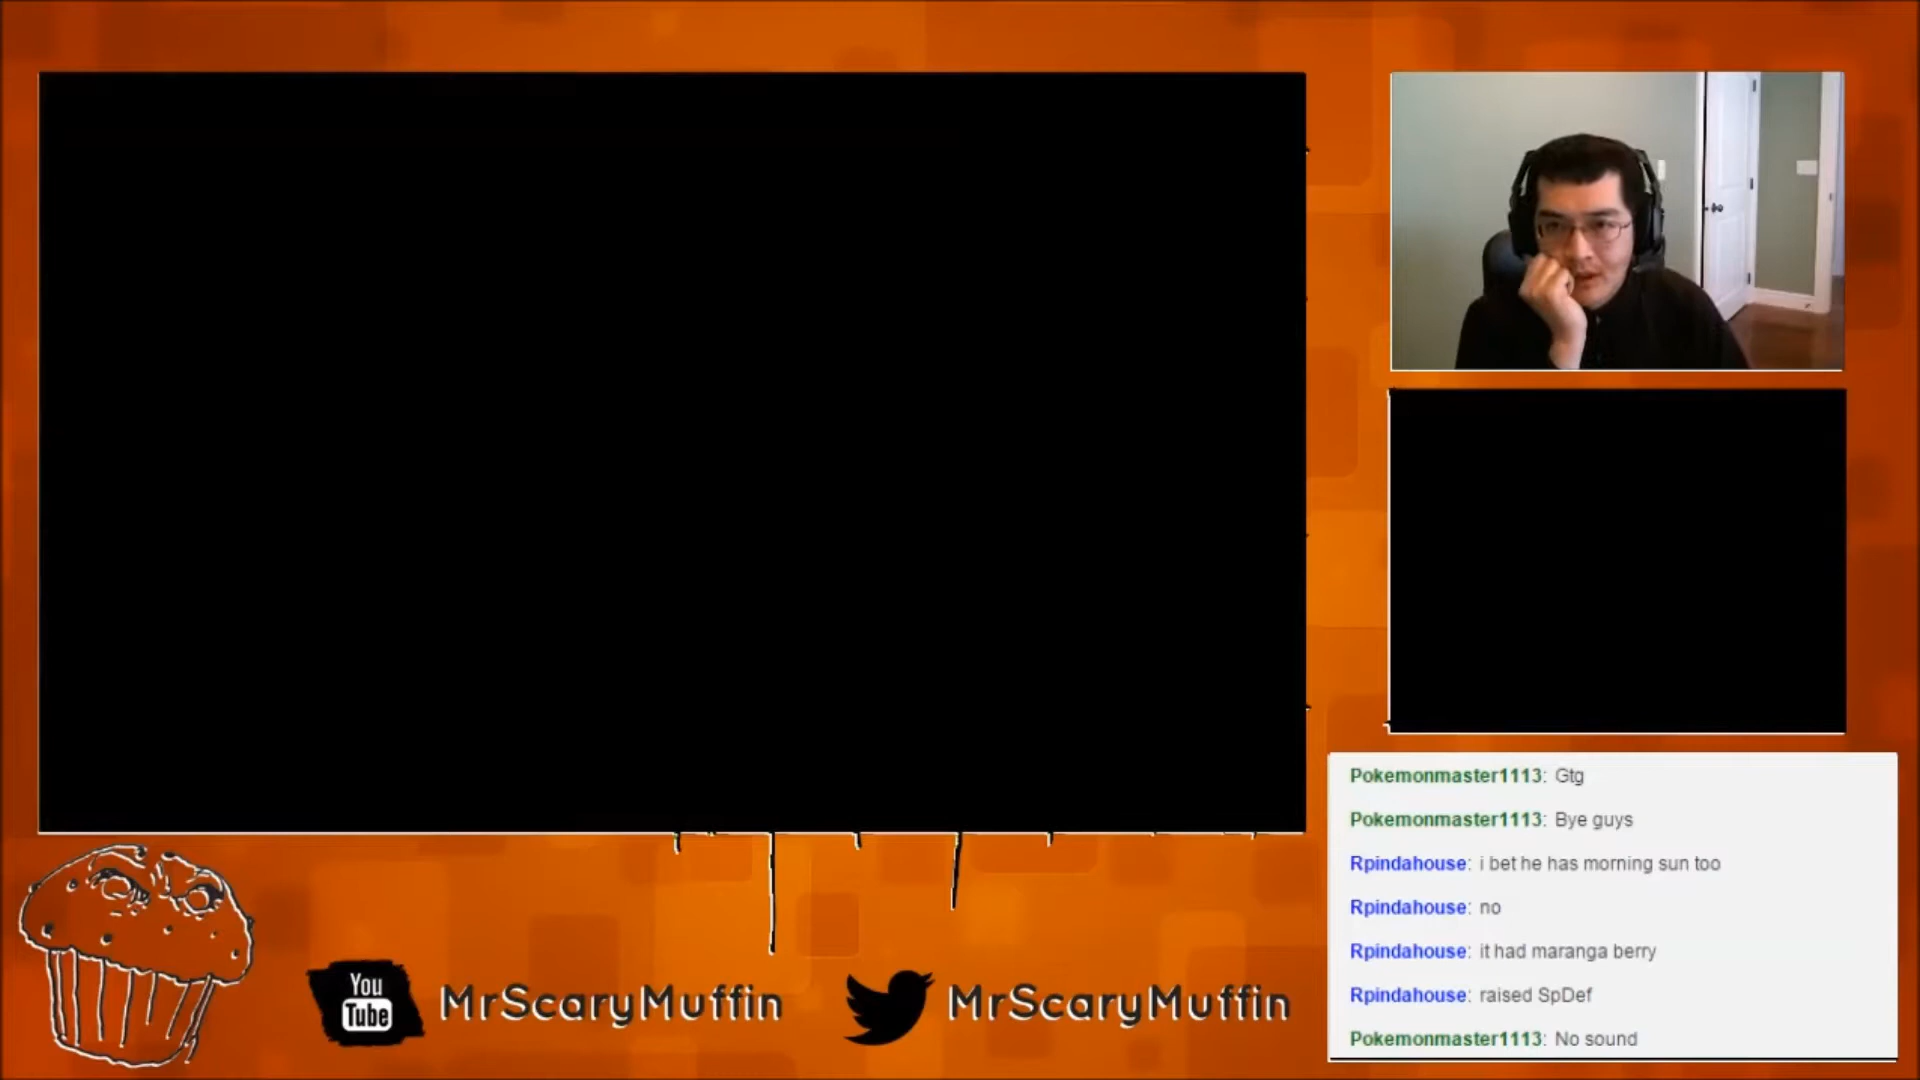 Pokemonmaster1113: Gtg
Pokemonmaster1113: Bye guys
Rpindahouse: i bet he has morning sun too
Rpindahouse: no
Rpindahouse: it had maranga berry
Rpindahouse: raised SpDef
Pokemonmaster1113: No sound
You
Tube
MrScaryMuffin
MrScaryMuffin